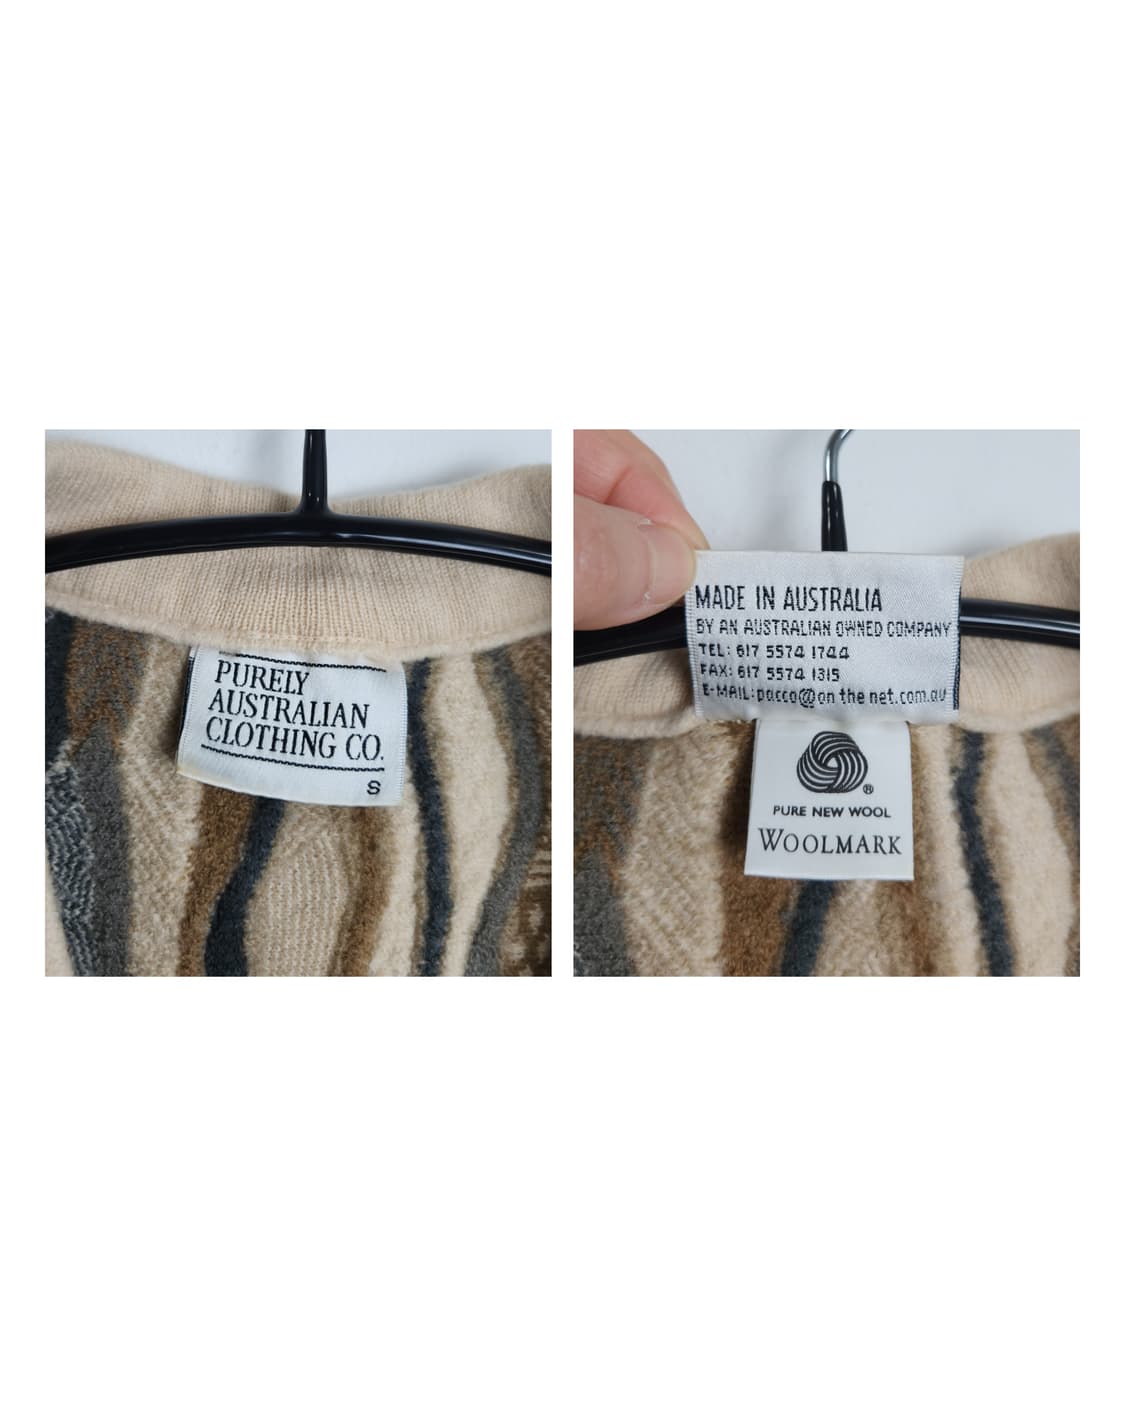 PURELY
AUSTRALIAN
CLOTHING CO.
S
MADE IN AUSTRALIA
BY AN AUSTRALIAN OWNED COMPANY
TEL: 617 5574 1744
FAX: 617 5574 1315
E-MAIL: pacco@on the net.com.au
®
PURE NEW WOOL
WOOLMARK